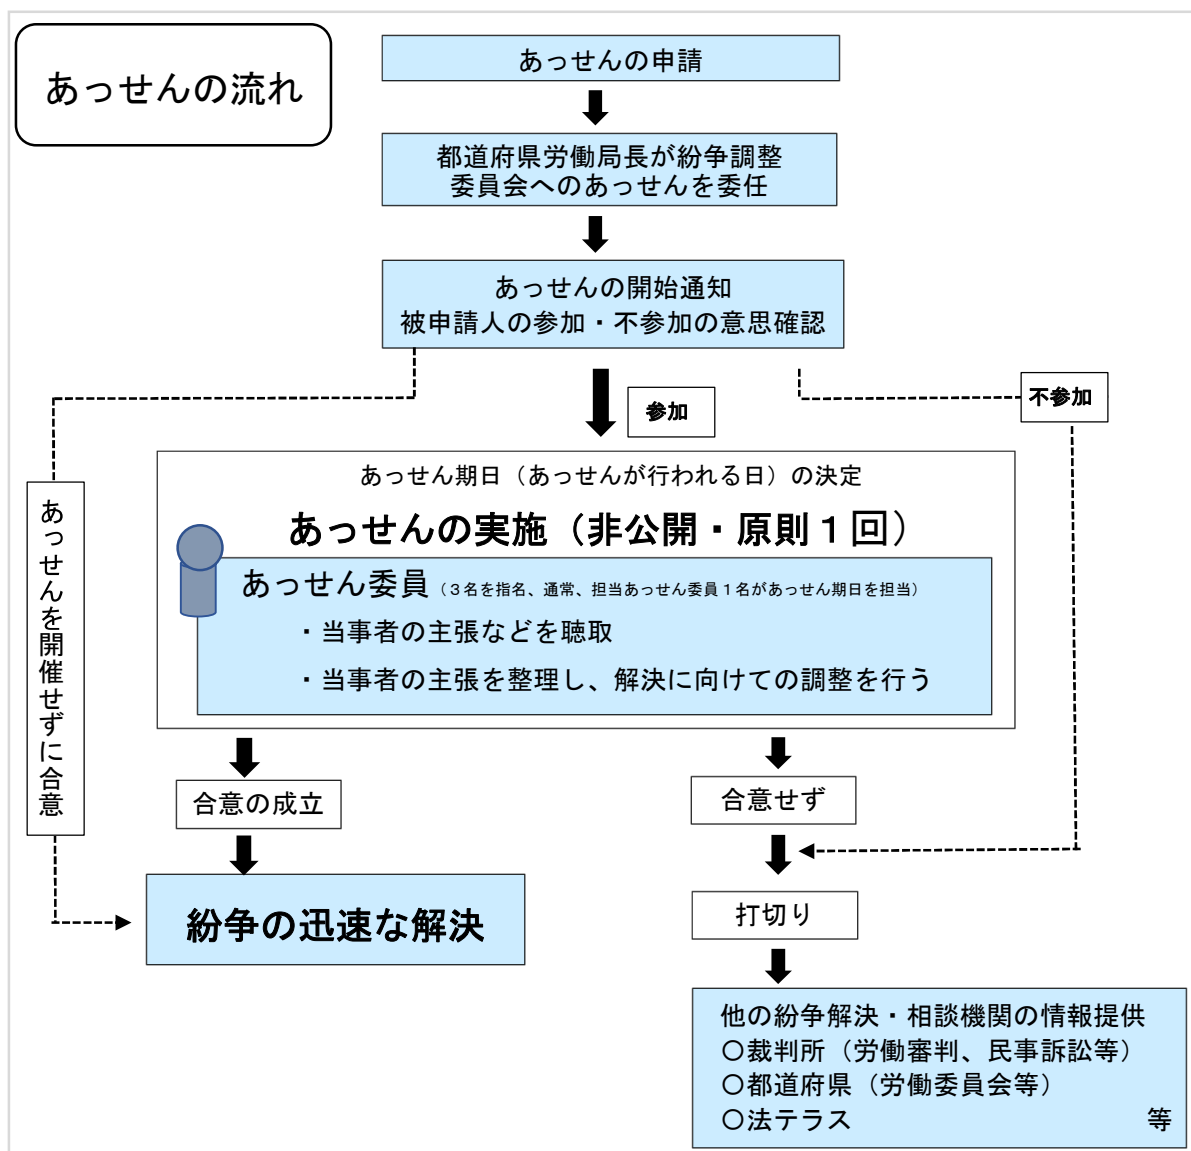 あっせんの流れ
あっせんの申請
都道府県労働局長が紛争調整
委員会へのあっせんを委任
あっせんの開始通知
被申請人の参加・不参加の意思確認
参加
不参加
あっせんを開催せずに合意
あっせん期日（あっせんが行われる日）の決定
あっせんの実施（非公開・原則１回）
あっせん委員（３名を指名、通常、担当あっせん委員１名があっせん期日を担当）
・当事者の主張などを聴取
・当事者の主張を整理し、解決に向けての調整を行う
合意の成立
合意せず
紛争の迅速な解決
打切り
他の紛争解決・相談機関の情報提供
○裁判所（労働審判、民事訴訟等）
○都道府県（労働委員会等）
○法テラス 等